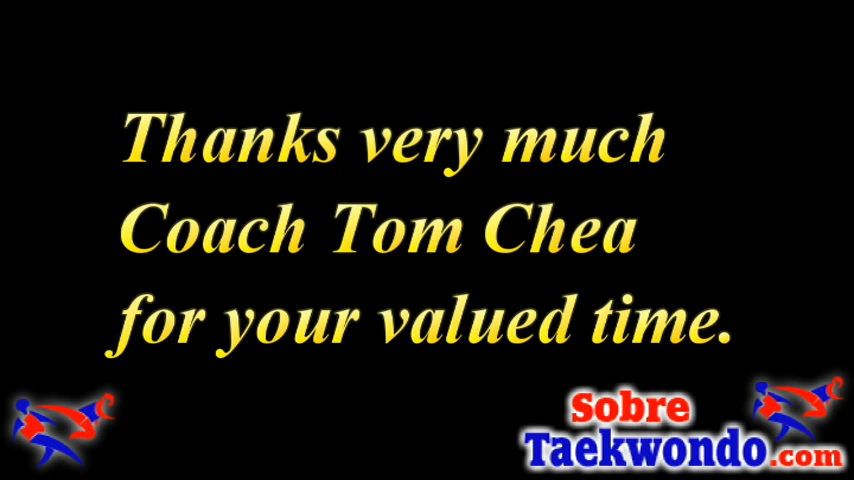 Thanks very much
Coach Tom Chea
for your valued time.
Sobre
Taekwondo.com